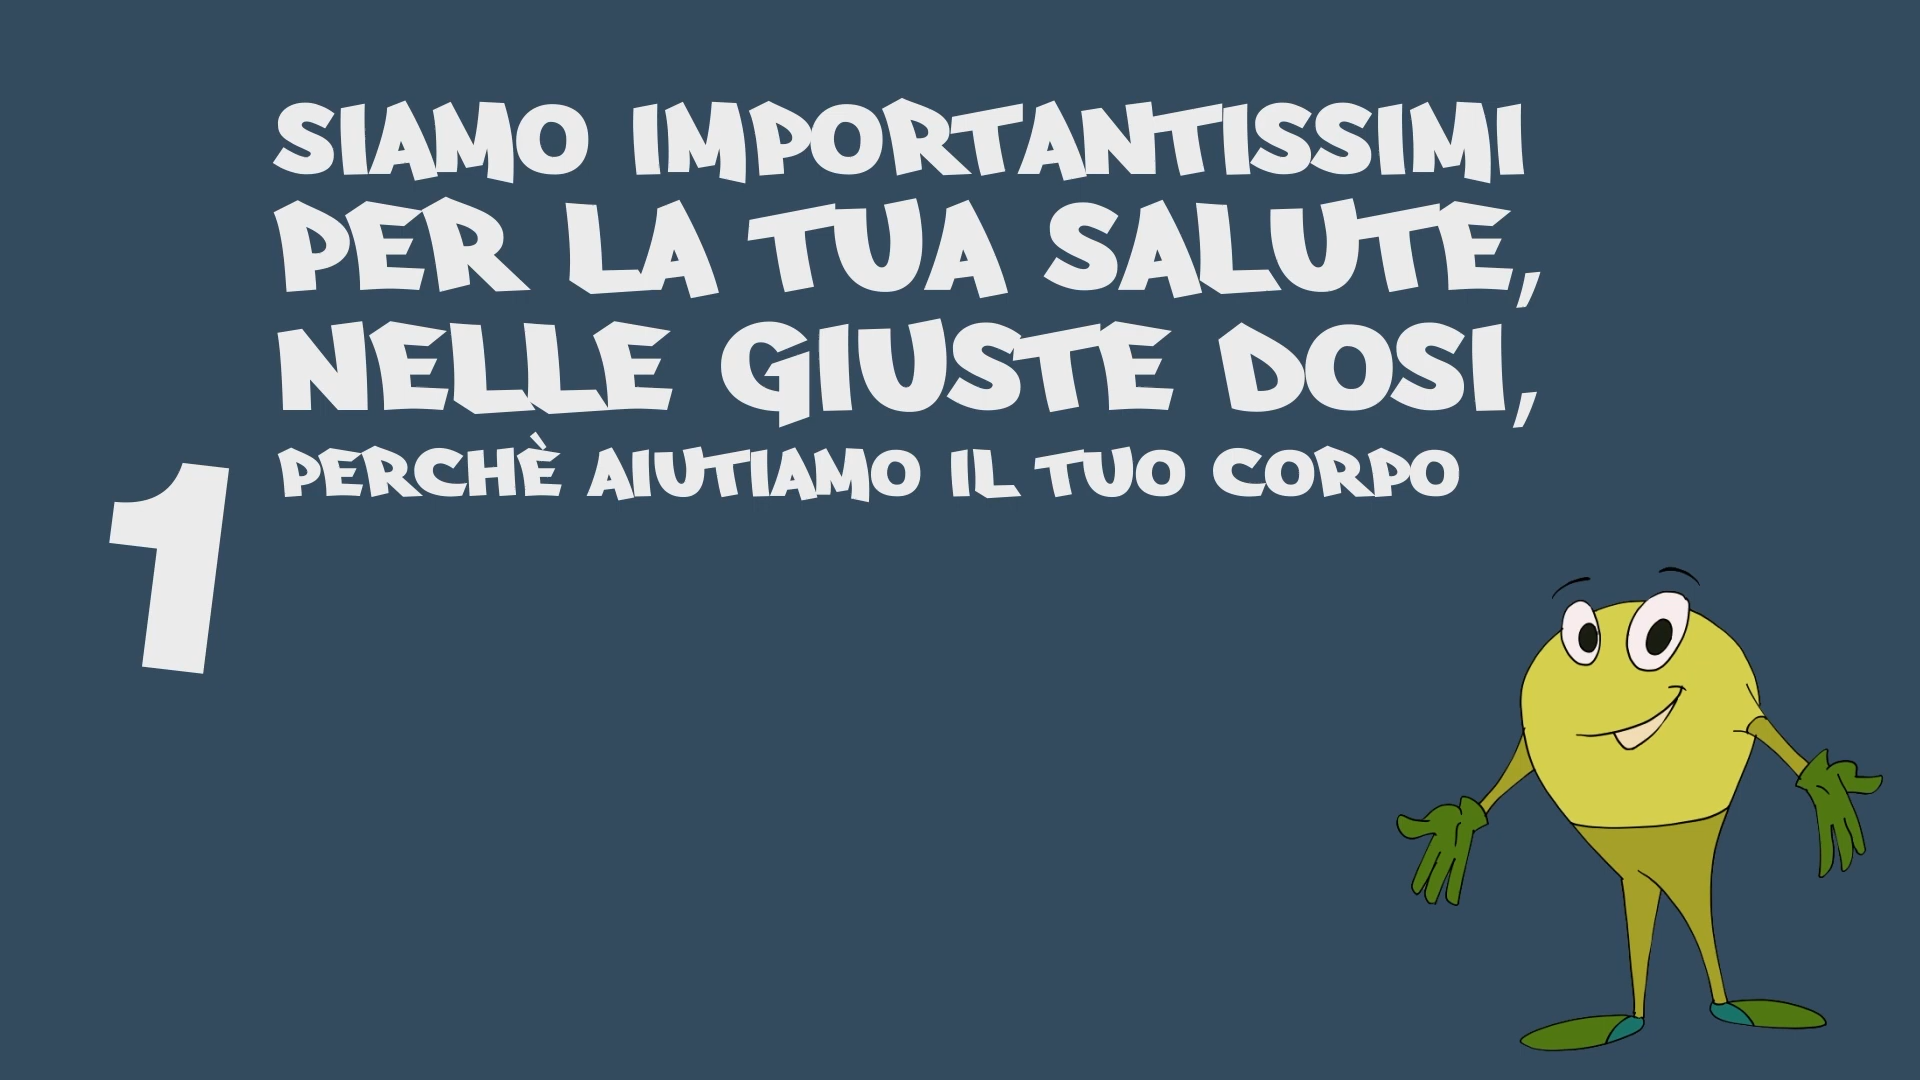 SIAMO IMPORTANTISSIMI
PER LA TUA SALUTE,
NELLE GIUSTE DOSI,
PERCHÈ AIUTIAMO IL TUO CORPO
1